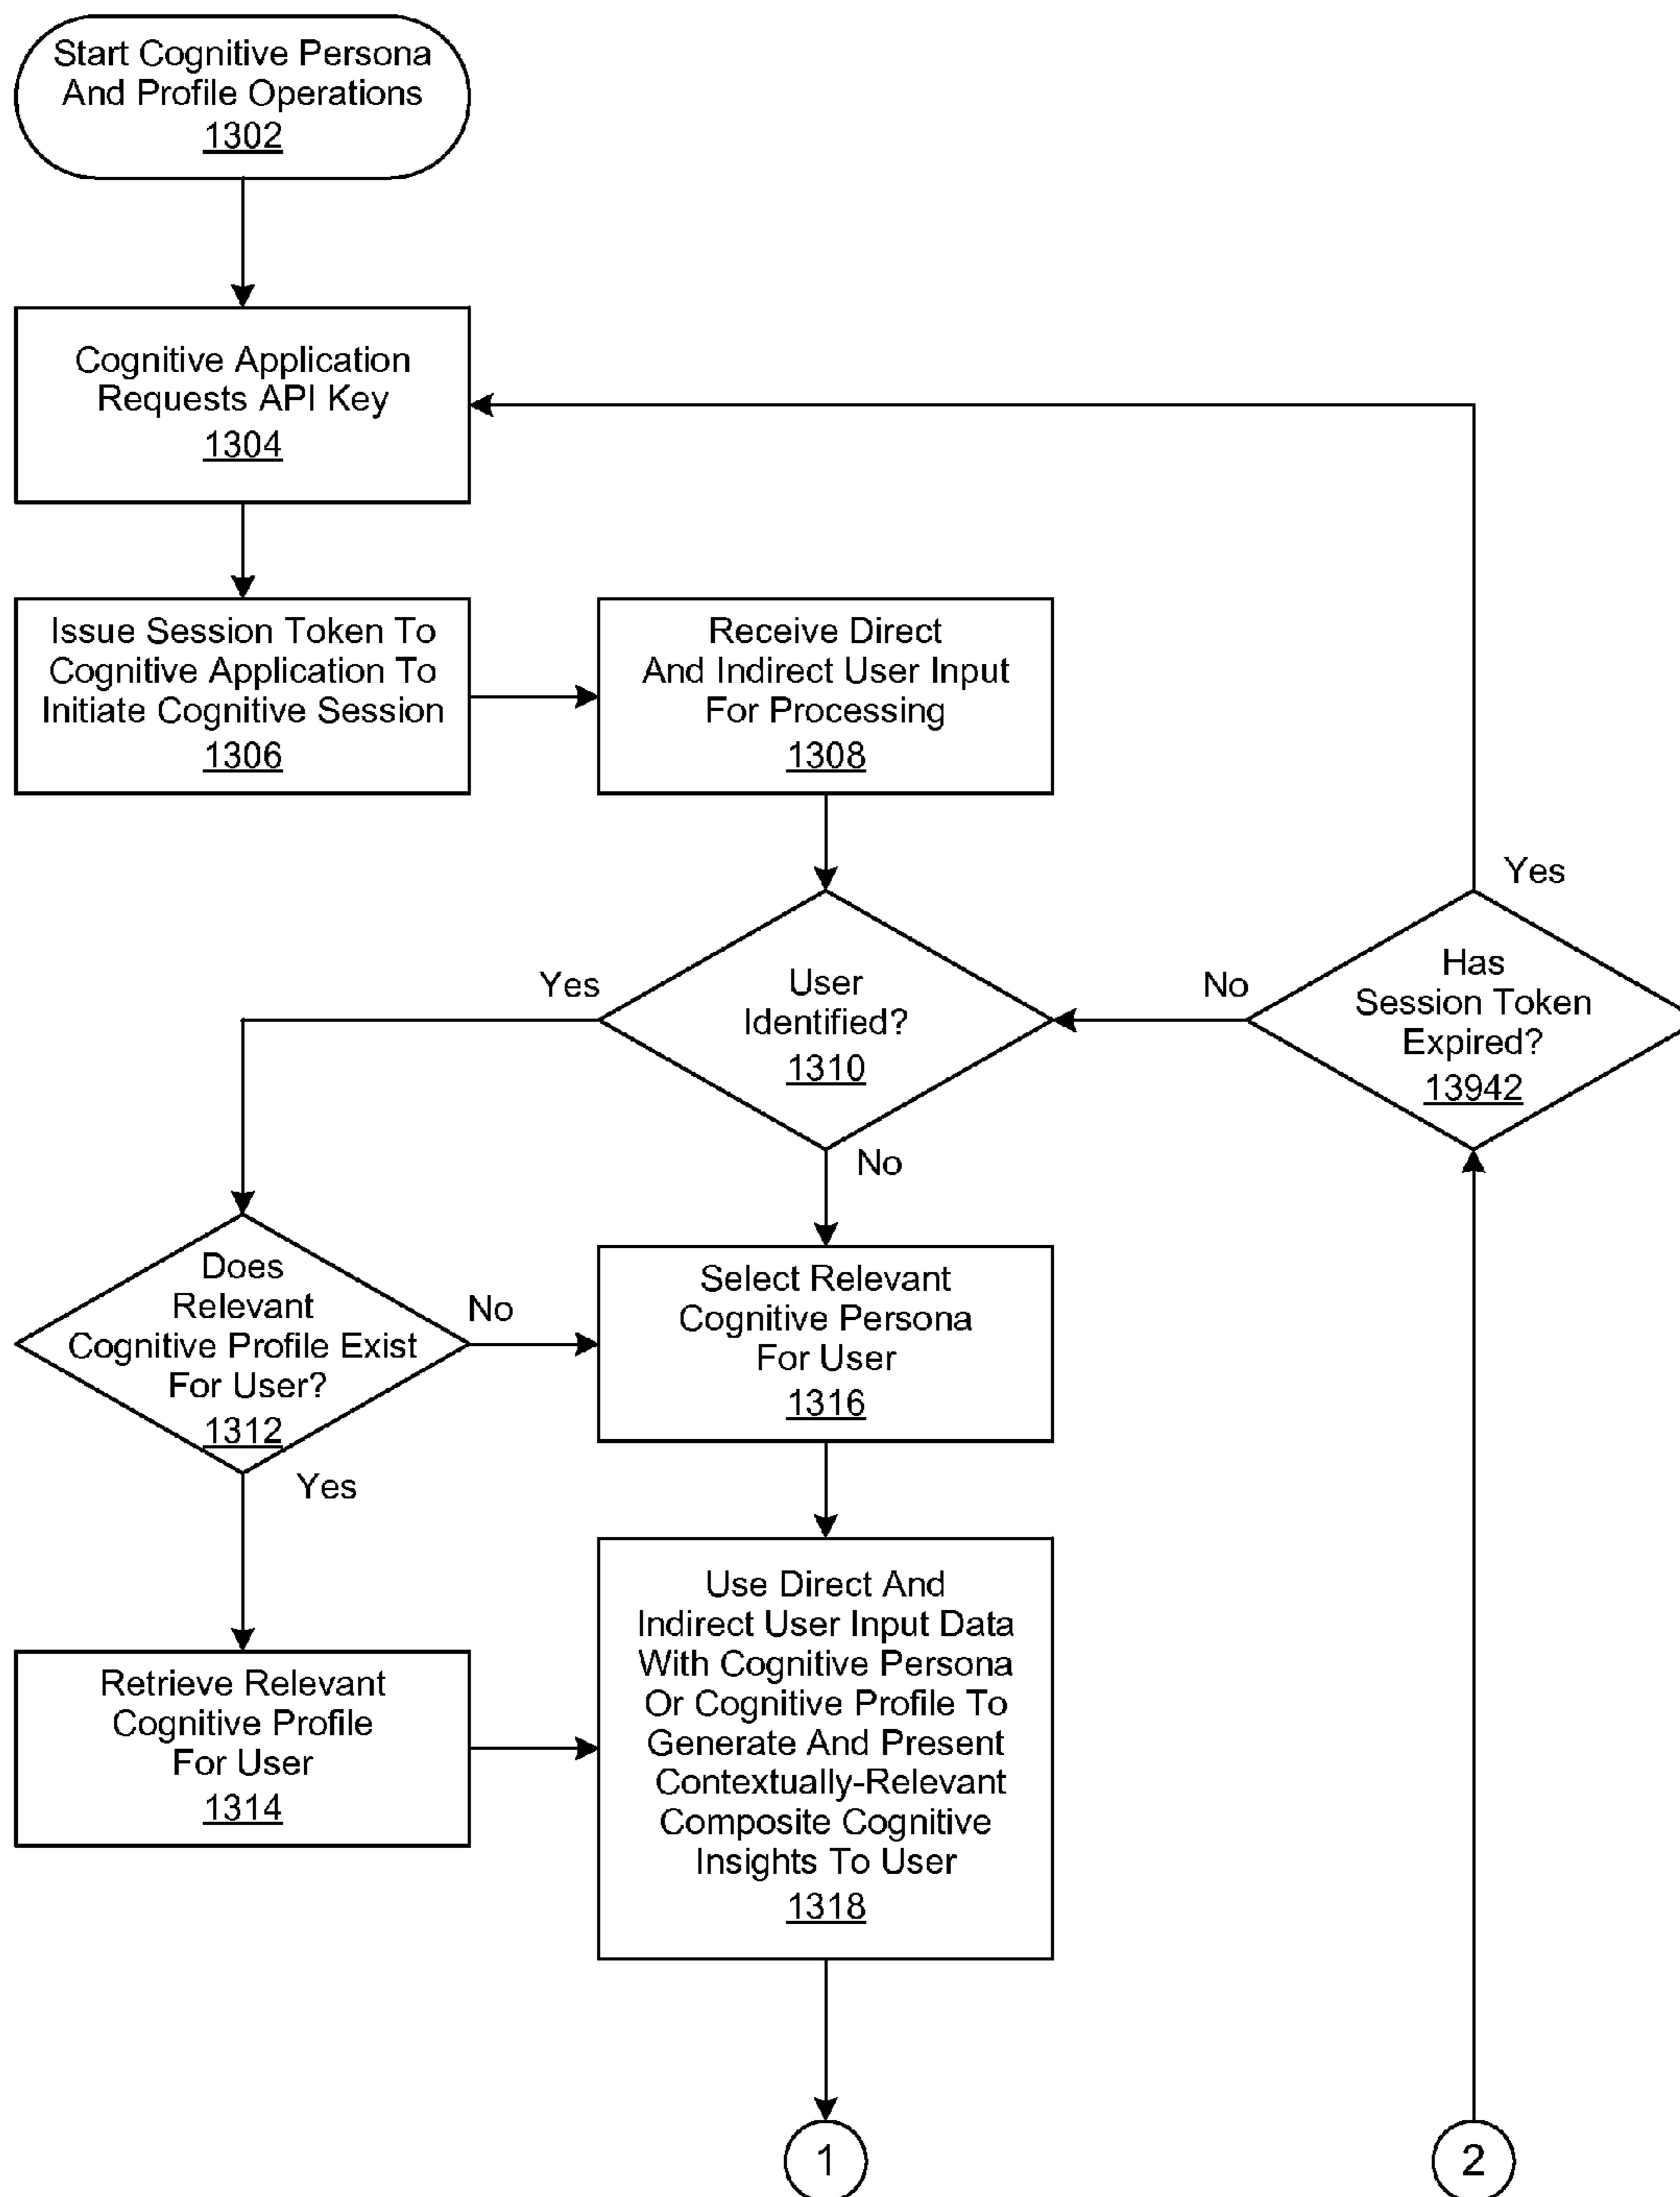 Start Cognitive Persona
And Profile Operations
1302
Cognitive Application
Requests API Key
1304
Issue Session Token To
Cognitive Application To
Initiate Cognitive Session
1306
Receive Direct
And Indirect User Input
For Processing
1308
Yes
User
Identified?
1310
No
No
Has
Session Token
Expired?
13942
Yes
Does
Relevant
Cognitive Profile Exist
For User?
1312
No
Yes
Select Relevant
Cognitive Persona
For User
1316
Retrieve Relevant
Cognitive Profile
For User
1314
Use Direct And
Indirect User Input Data
With Cognitive Persona
Or Cognitive Profile To
Generate And Present
Contextually-Relevant
Composite Cognitive
Insights To User
1318
1
2